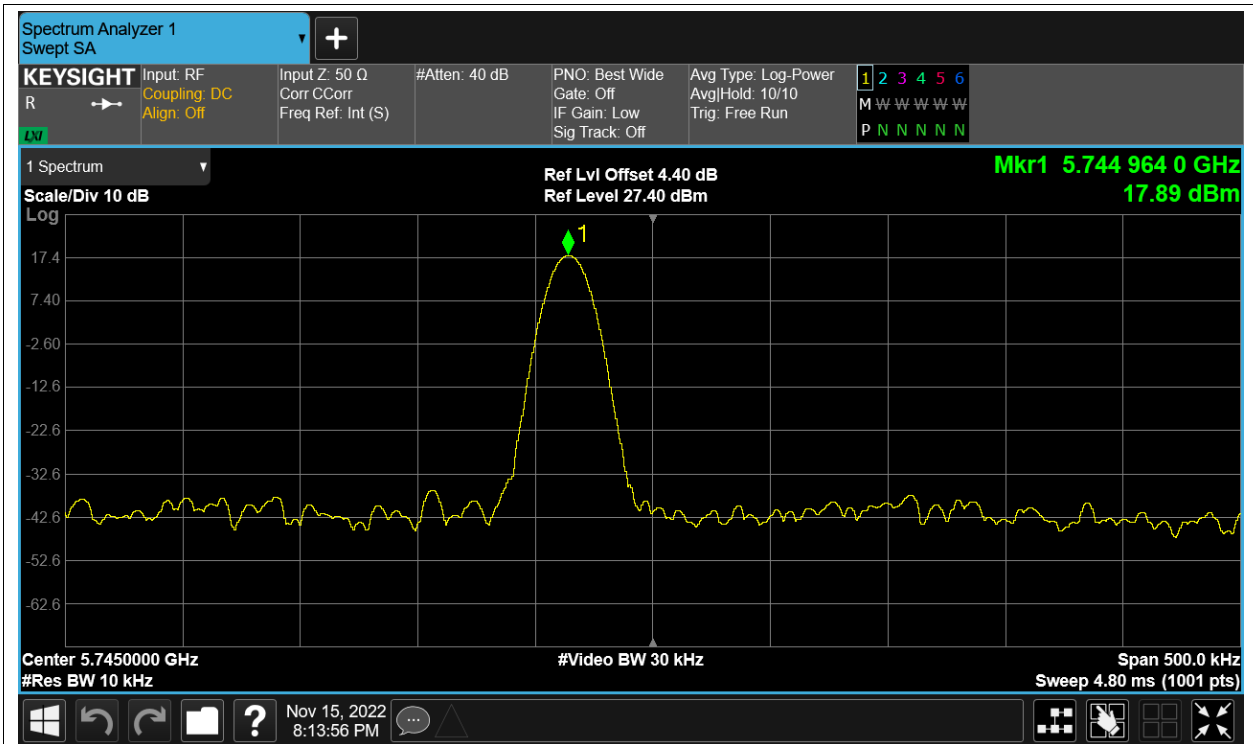 Spectrum Analyzer 1
Swept SA
KEYSIGHT
R
LXI
Input: RF
Coupling: DC
Align: Off
Input Z: 50 Ω
Corr CCorr
Freq Ref: Int (S)
#Atten: 40 dB
PNO: Best Wide
Gate: Off
IF Gain: Low
Sig Track: Off
Avg Type: Log-Power
Avg|Hold: 10/10
Trig: Free Run
1 2 3 4 5 6
M W W W W W
P N N N N N
1 Spectrum
Scale/Div 10 dB
Log
Ref Lvl Offset 4.40 dB
Ref Level 27.40 dBm
Mkr1 5.744 964 0 GHz
17.89 dBm
1
17.4
7.40
-2.60
-12.6
-22.6
-32.6
-42.6
-52.6
-62.6
Center 5.7450000 GHz
#Res BW 10 kHz
#Video BW 30 kHz
Span 500.0 kHz
Sweep 4.80 ms (1001 pts)
?
Nov 15, 2022
8:13:56 PM